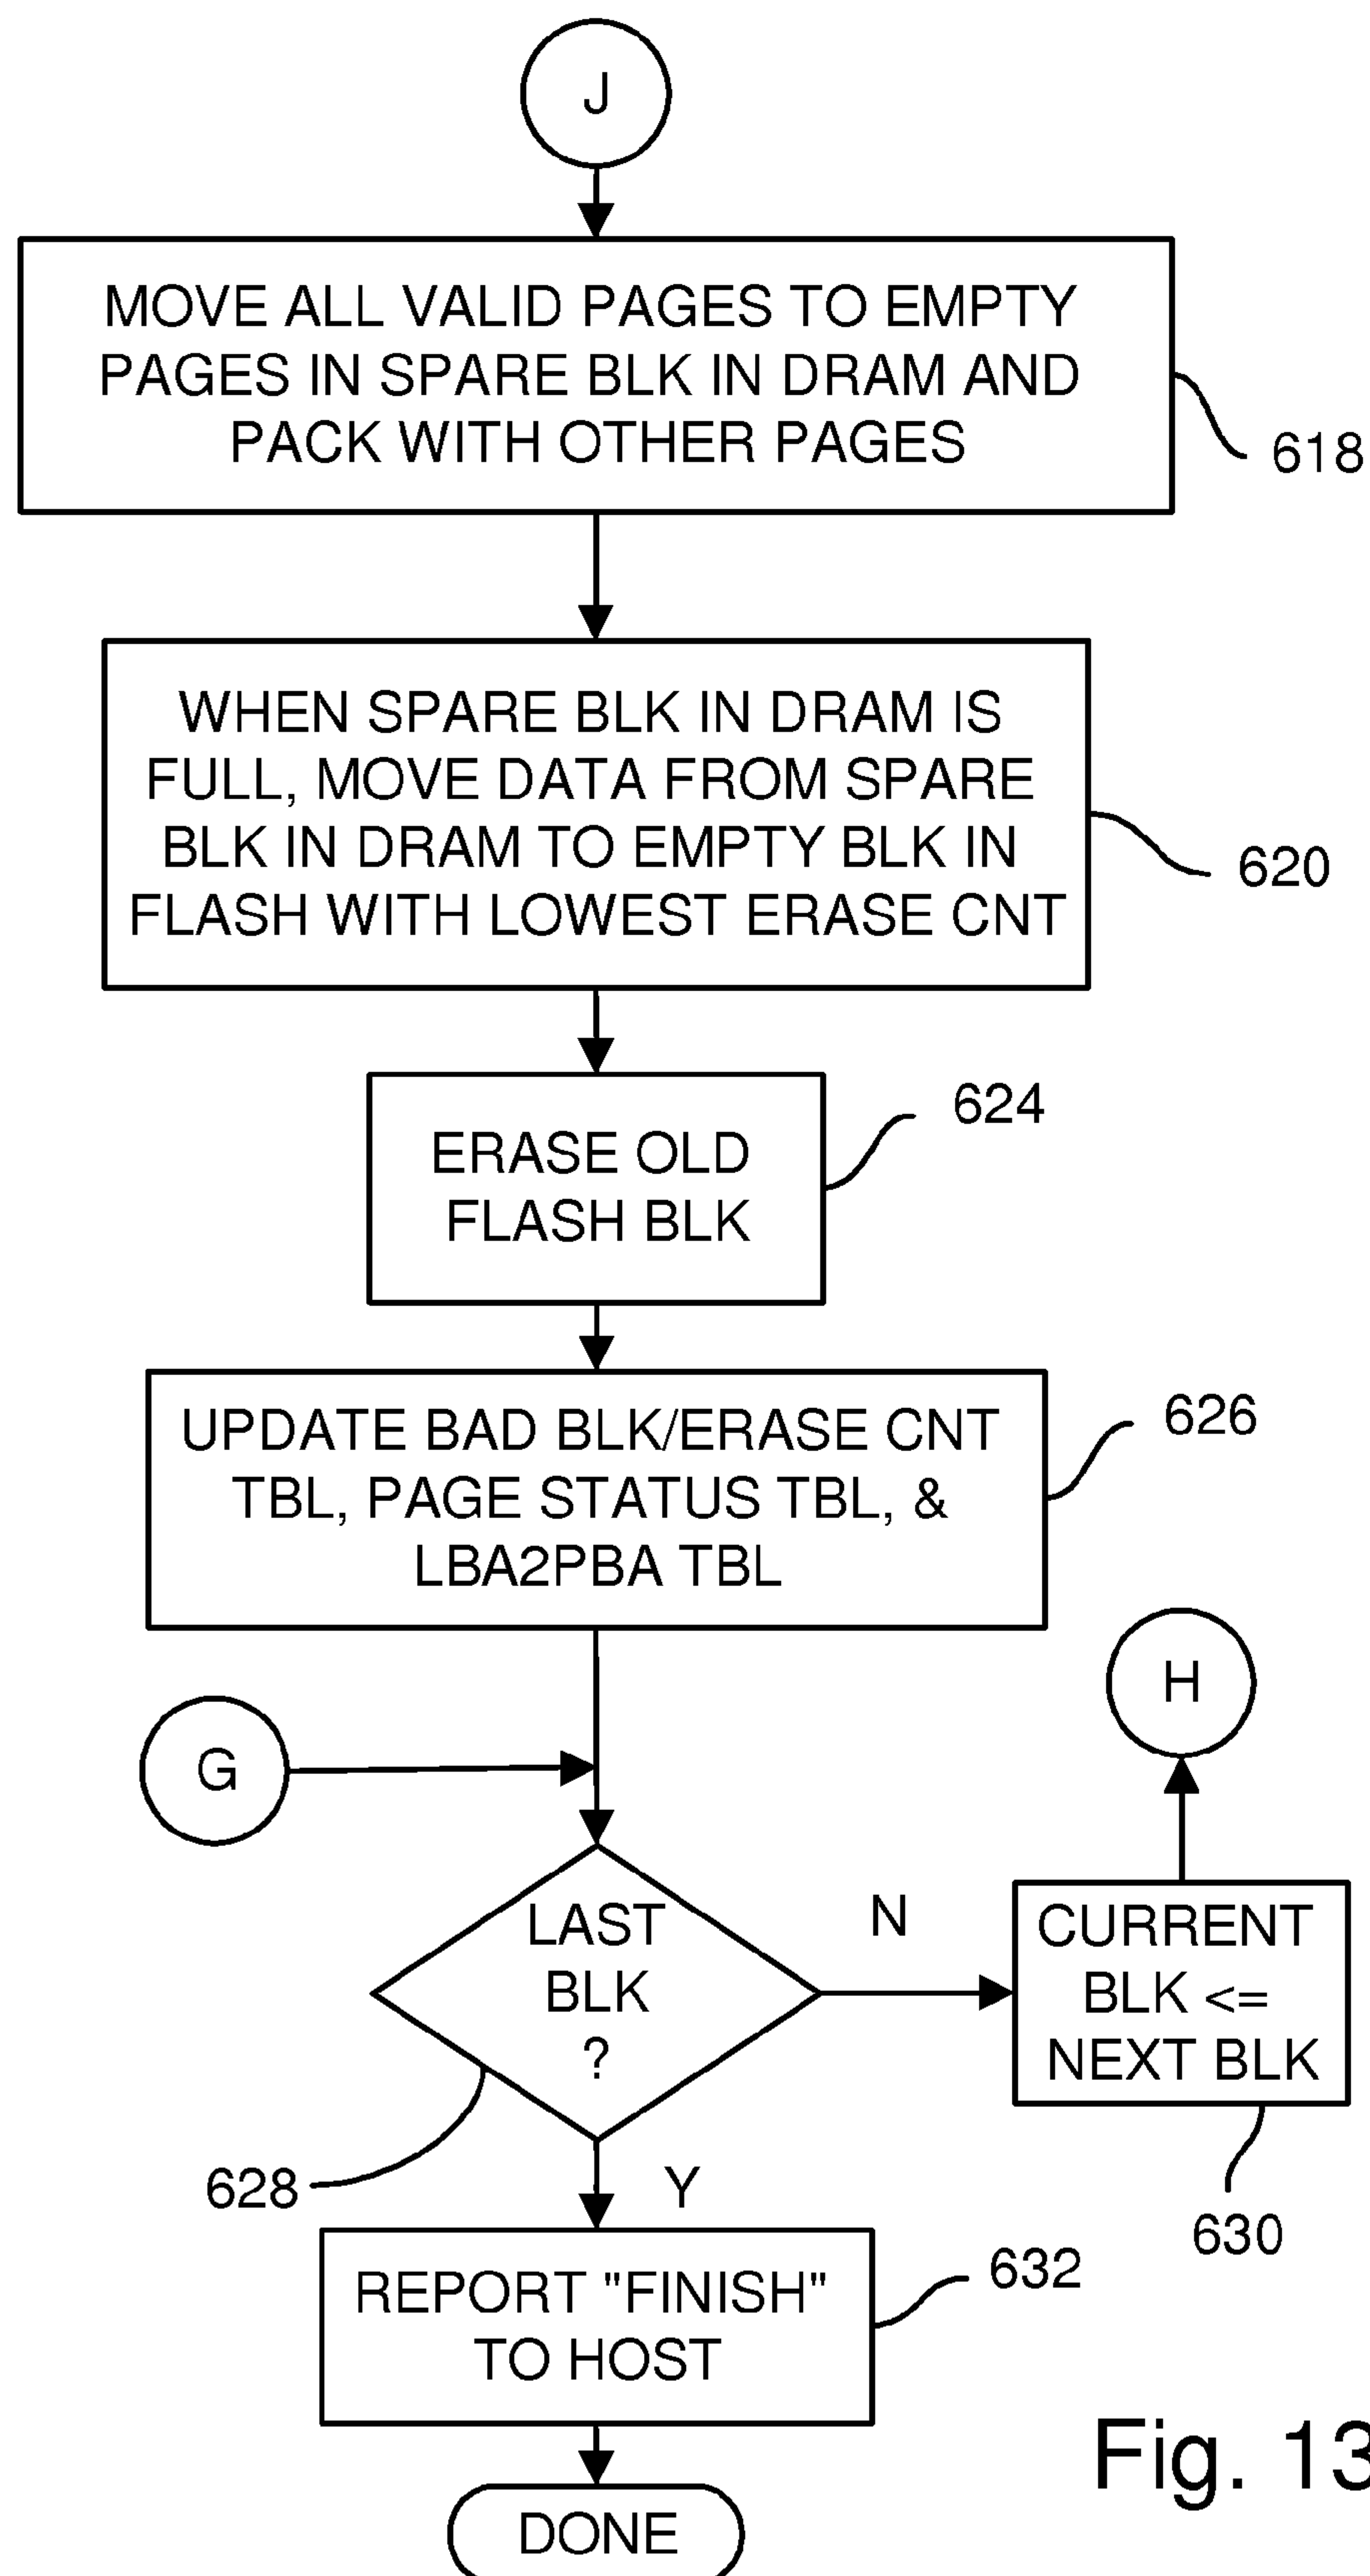 J
MOVE ALL VALID PAGES TO EMPTY
PAGES IN SPARE BLK IN DRAM AND
PACK WITH OTHER PAGES
618
WHEN SPARE BLK IN DRAM IS
FULL, MOVE DATA FROM SPARE
BLK IN DRAM TO EMPTY BLK IN
FLASH WITH LOWEST ERASE CNT
620
ERASE OLD
FLASH BLK
624
UPDATE BAD BLK/ERASE CNT
TBL, PAGE STATUS TBL, &
LBA2PBA TBL
626
G
H
LAST
BLK
?
N
CURRENT
BLK <=
NEXT BLK
628
Y
630
REPORT "FINISH"
TO HOST
632
Fig. 13
DONE